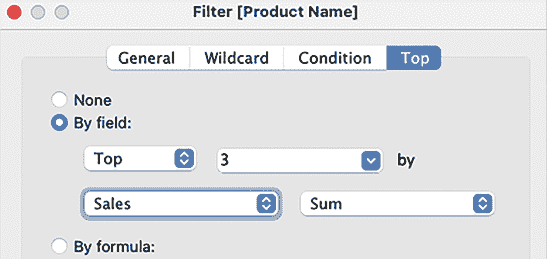 Filter [Product Name]
General Wildcard Condition Top
None
By field:
Top 3 by
Sales Sum
By formula: